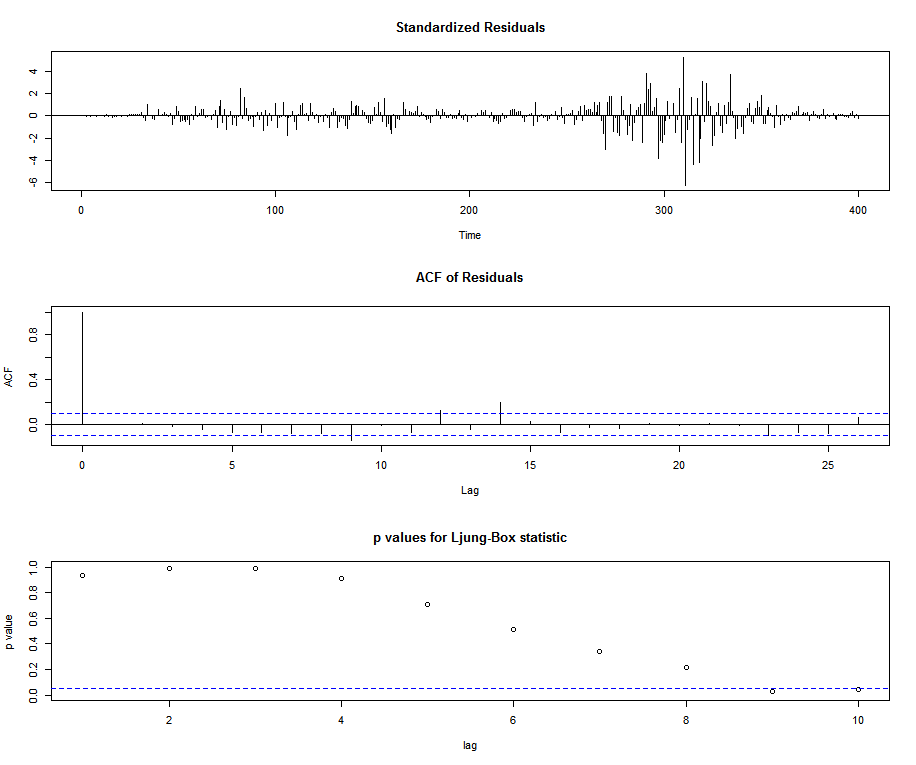 Standardized Residuals
4
2
0
-2
-4
-6
0 100 200 300 400
Time
ACF of Residuals
ACF
0.8
0.4
0.0
0 5 10 15 20 25
Lag
p values for Ljung-Box statistic
p value
1.0
0.8
0.6
0.4
0.2
0.0
2 4 6 8 10
lag